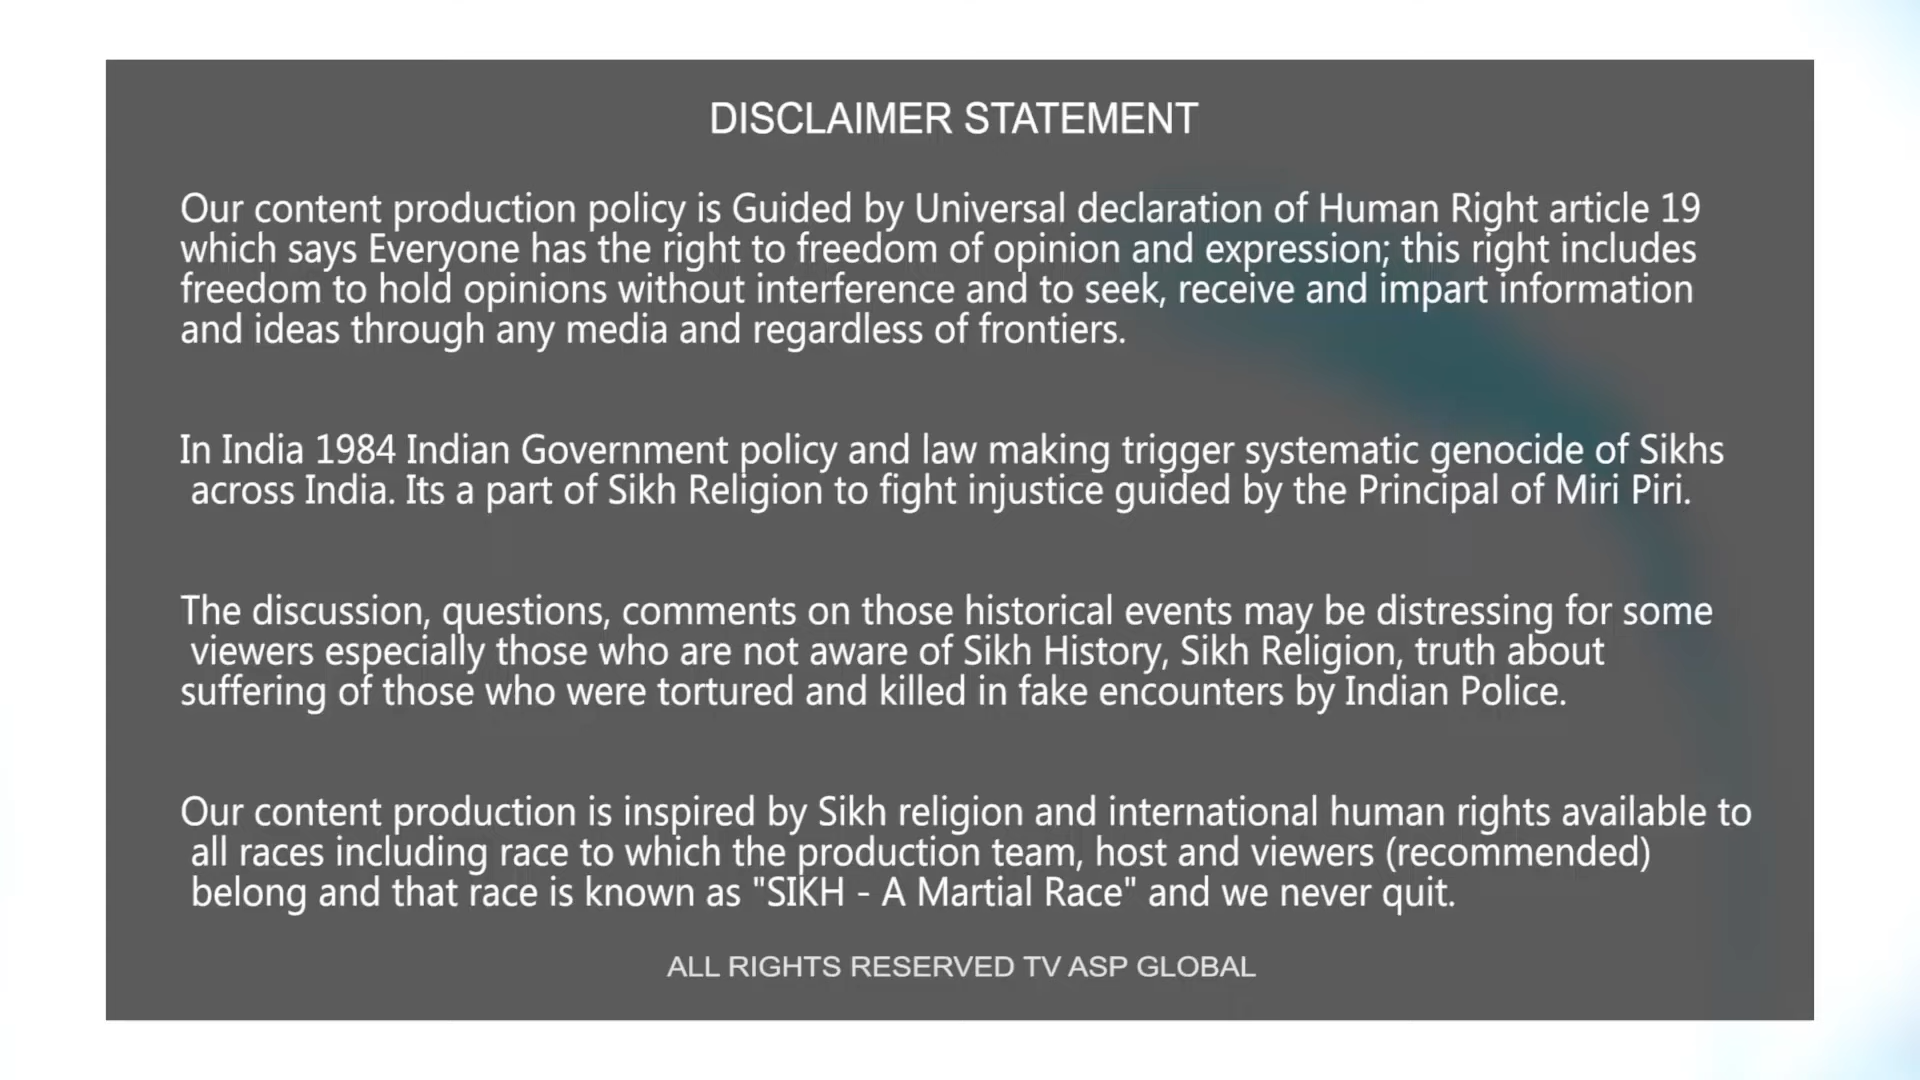 DISCLAIMER STATEMENT
Our content production policy is Guided by Universal declaration of Human Right article 19
which says Everyone has the right to freedom of opinion and expression; this right includes
freedom to hold opinions without interference and to seek, receive and impart information
and ideas through any media and regardless of frontiers.
In India 1984 Indian Government policy and law making trigger systematic genocide of Sikhs
across India. Its a part of Sikh Religion to fight injustice guided by the Principal of Miri Piri.
The discussion, questions, comments on those historical events may be distressing for some
viewers especially those who are not aware of Sikh History, Sikh Religion, truth about
suffering of those who were tortured and killed in fake encounters by Indian Police.
Our content production is inspired by Sikh religion and international human rights available to
all races including race to which the production team, host and viewers (recommended)
belong and that race is known as "SIKH - A Martial Race" and we never quit.
ALL RIGHTS RESERVED TV ASP GLOBAL